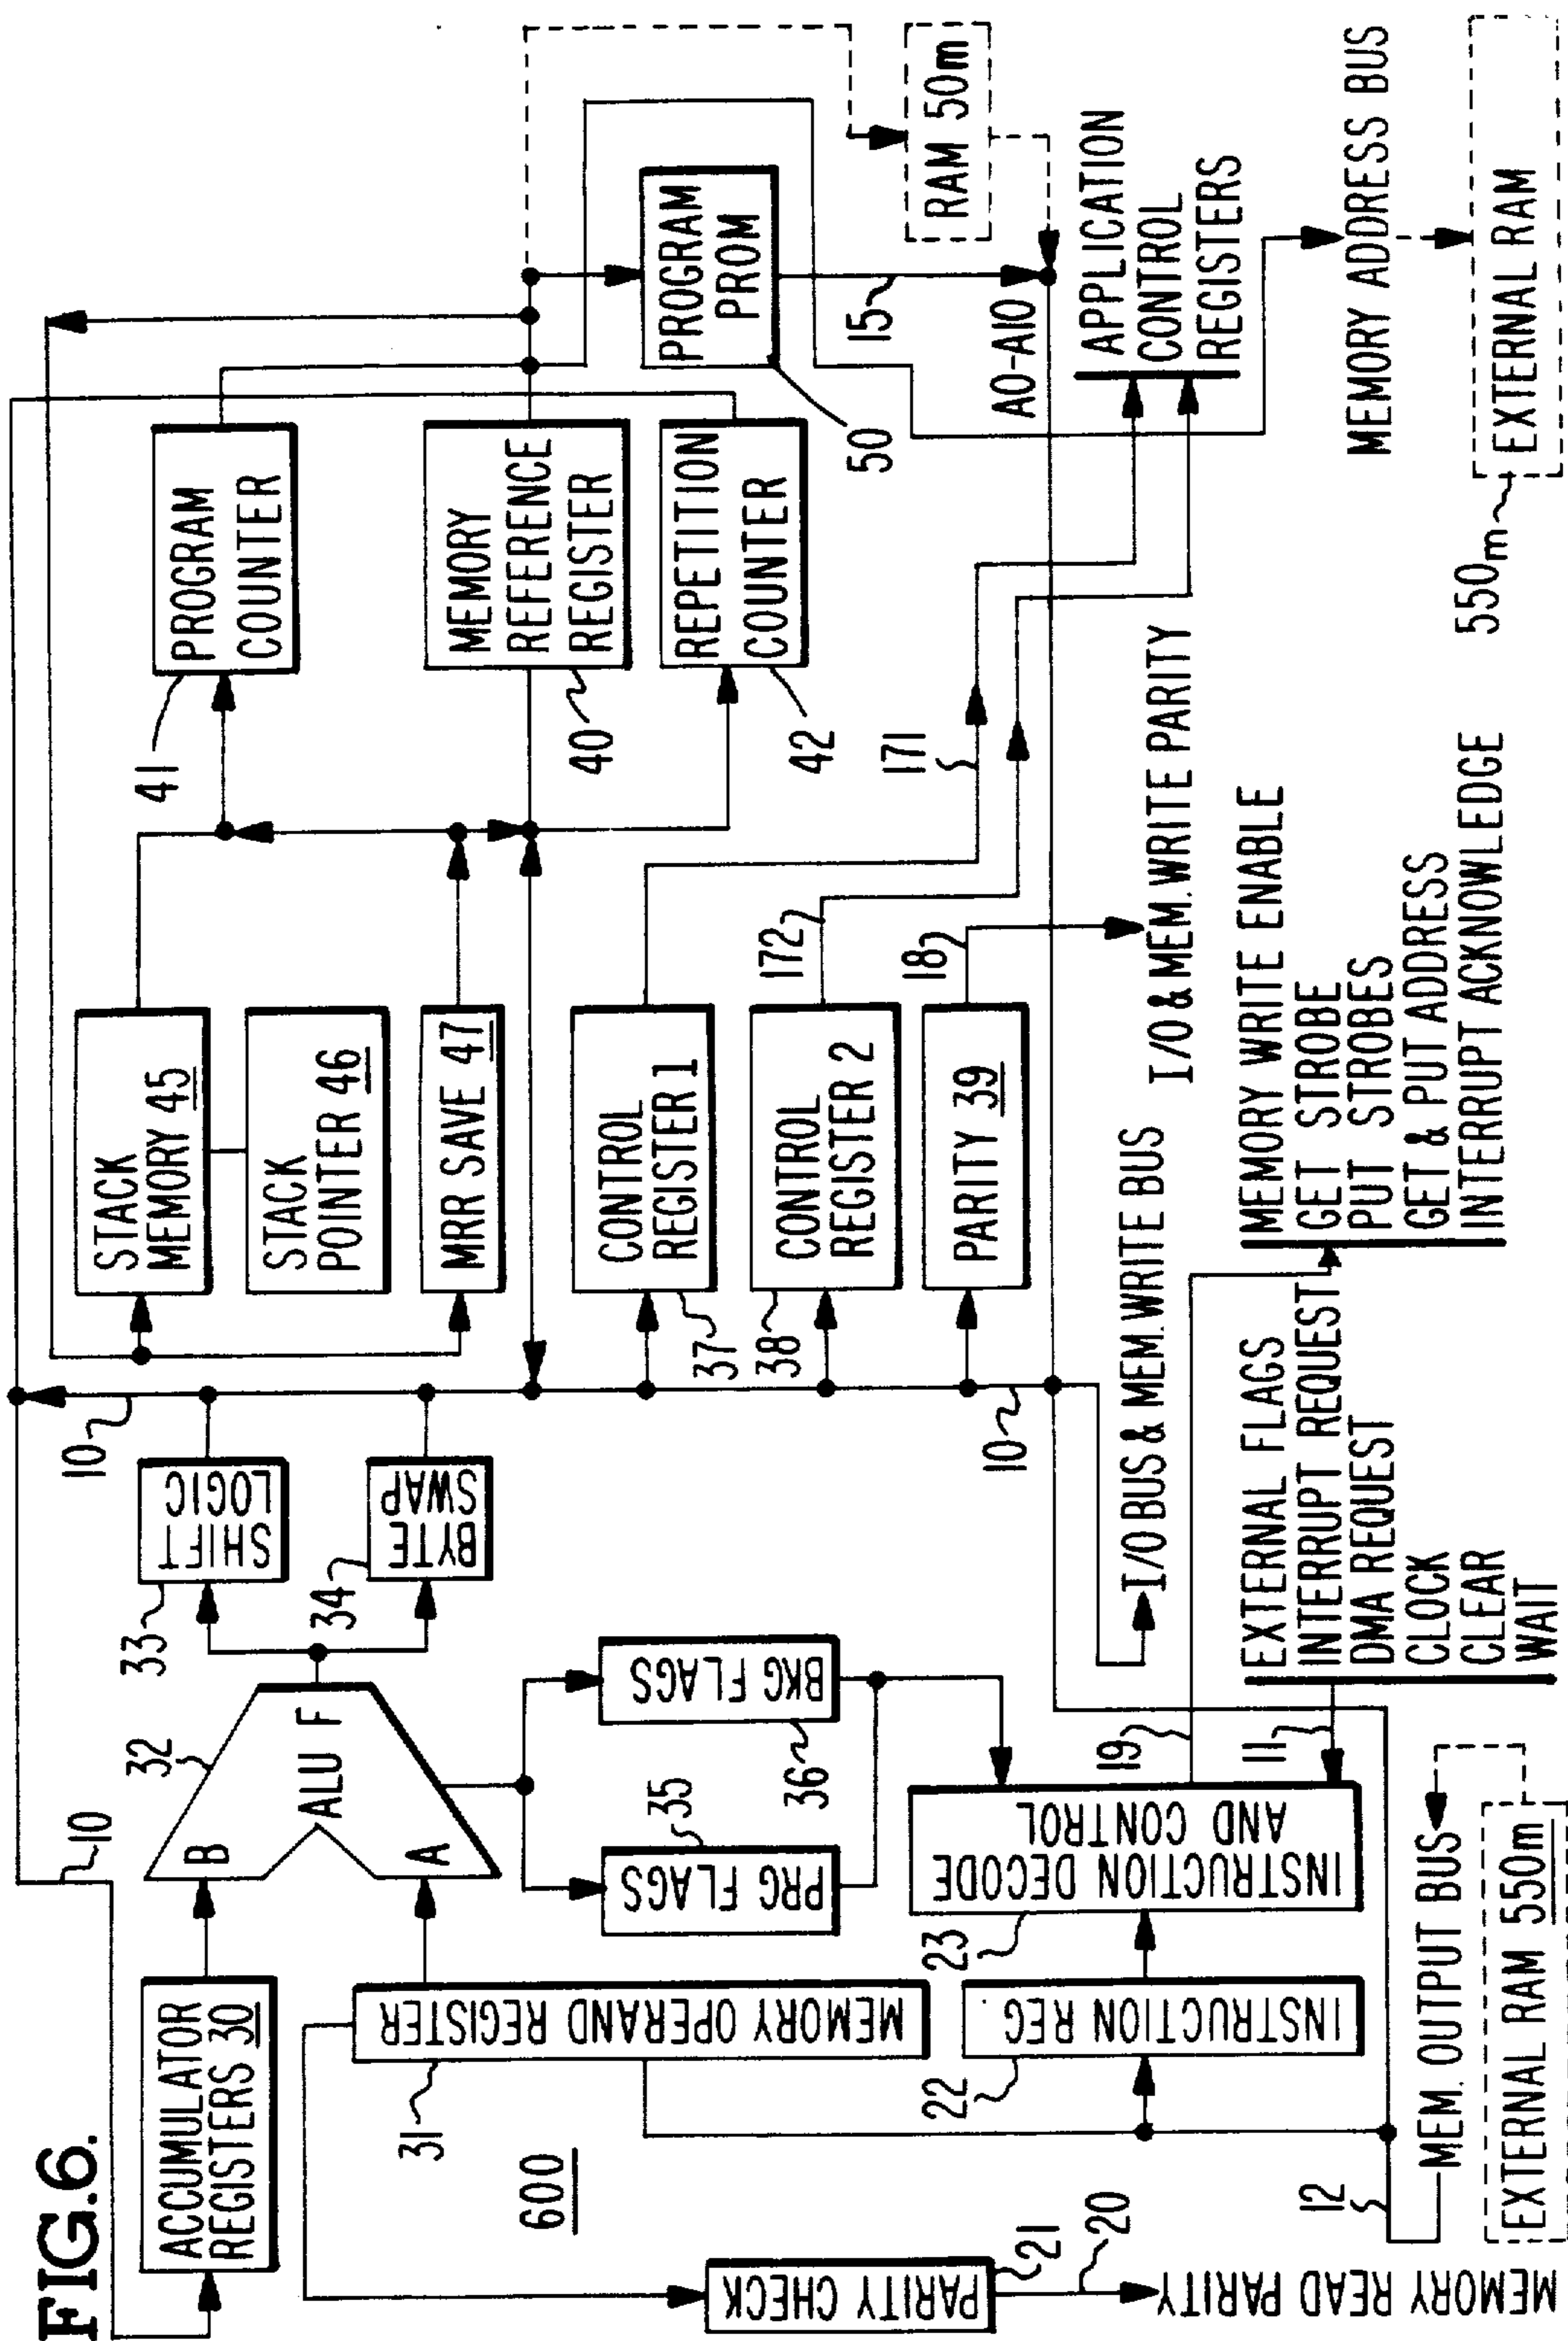 FIG.6.
ACCUMULATOR
REGISTERS 30
10
B
ALU F
A
32
33
SHIFT
LOGIC
34
BYTE
SWAP
10
STACK
MEMORY 45
STACK
POINTER 46
MRR SAVE 47
41
PROGRAM
COUNTER
MEMORY
REFERENCE
REGISTER
40
REPETITION
COUNTER
42
PROGRAM
PROM
50
RAM 50m
15
A0-A10
APPLICATION
CONTROL
REGISTERS
MEMORY ADDRESS BUS
EXTERNAL RAM
550m
31
MEMORY OPERAND REGISTER
600
PARITY CHECK
21
20
MEMORY READ PARITY
PRG FLAGS
35
BKG FLAGS
36
22
INSTRUCTION REG.
23
INSTRUCTION DECODE
AND CONTROL
19
11
12
MEM. OUTPUT BUS
EXTERNAL RAM 550m
CONTROL
REGISTER 1
37
CONTROL
REGISTER 2
38
PARITY 39
171
172
18
10
I/O & MEM. WRITE PARITY
I/O BUS & MEM. WRITE BUS
EXTERNAL FLAGS
INTERRUPT REQUEST
DMA REQUEST
CLOCK
CLEAR
WAIT
MEMORY WRITE ENABLE
GET STROBE
PUT STROBES
GET & PUT ADDRESS
INTERRUPT ACKNOWLEDGE